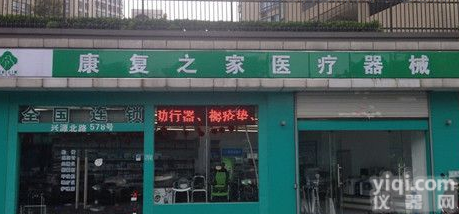 康复之家医疗器械
全国连锁
兴源北路578号
助行器、褥疮垫、
yiqi.com
仪器网